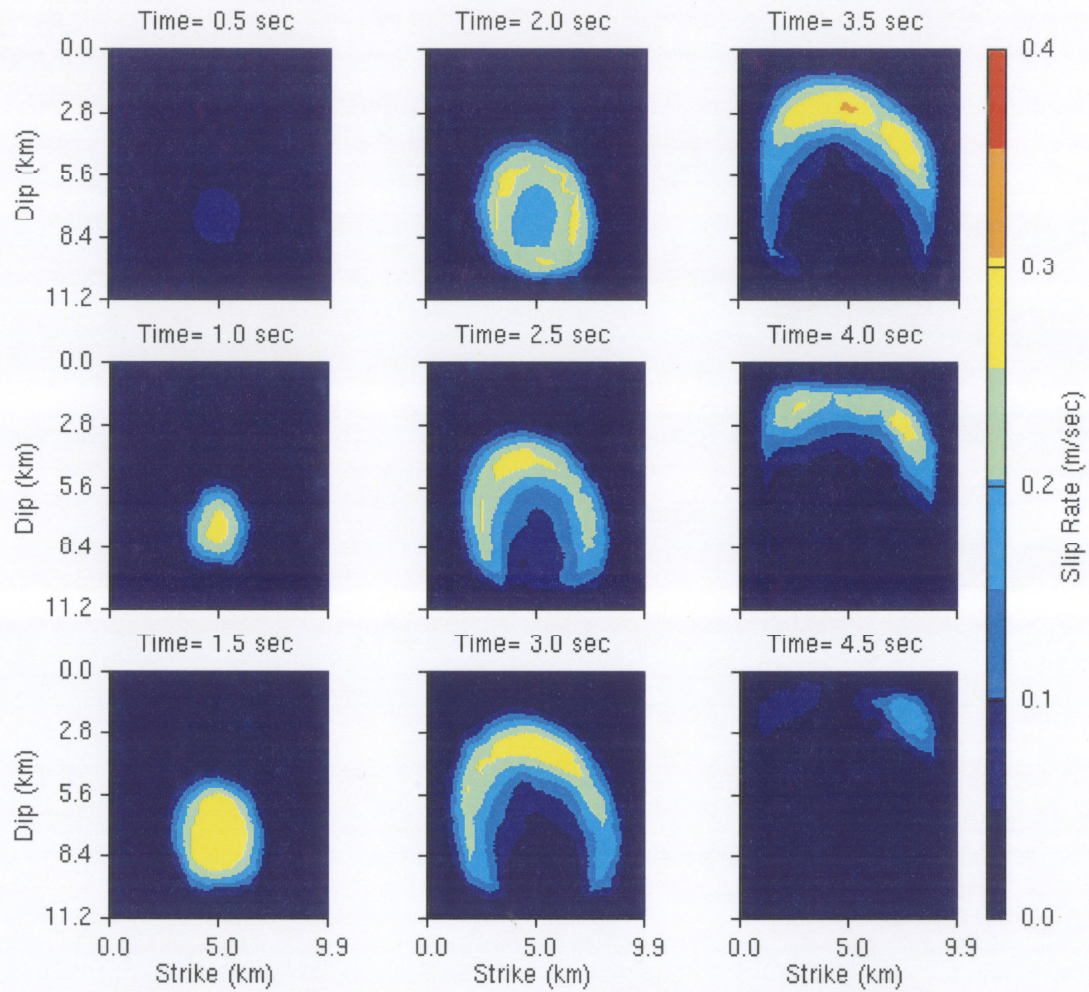 Time= 0.5 sec
Time= 2.0 sec
Time= 3.5 sec
0.0
2.8
5.6
8.4
11.2
Dip (km)
0.4
0.3
0.2
0.1
0.0
Slip Rate (m/sec)
Time= 1.0 sec
Time= 2.5 sec
Time= 4.0 sec
0.0
2.8
5.6
8.4
11.2
Dip (km)
Time= 1.5 sec
Time= 3.0 sec
Time= 4.5 sec
0.0
2.8
5.6
8.4
11.2
Dip (km)
0.0 5.0 9.9
Strike (km)
0.0 5.0 9.9
Strike (km)
0.0 5.0 9.9
Strike (km)